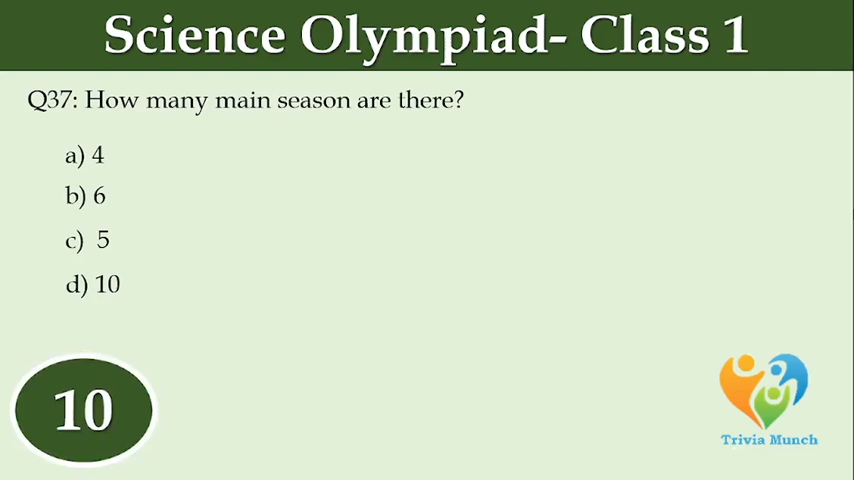 Science Olympiad- Class 1
Q37: How many main season are there?
a) 4
b) 6
c) 5
d) 10
10
Trivia Munch